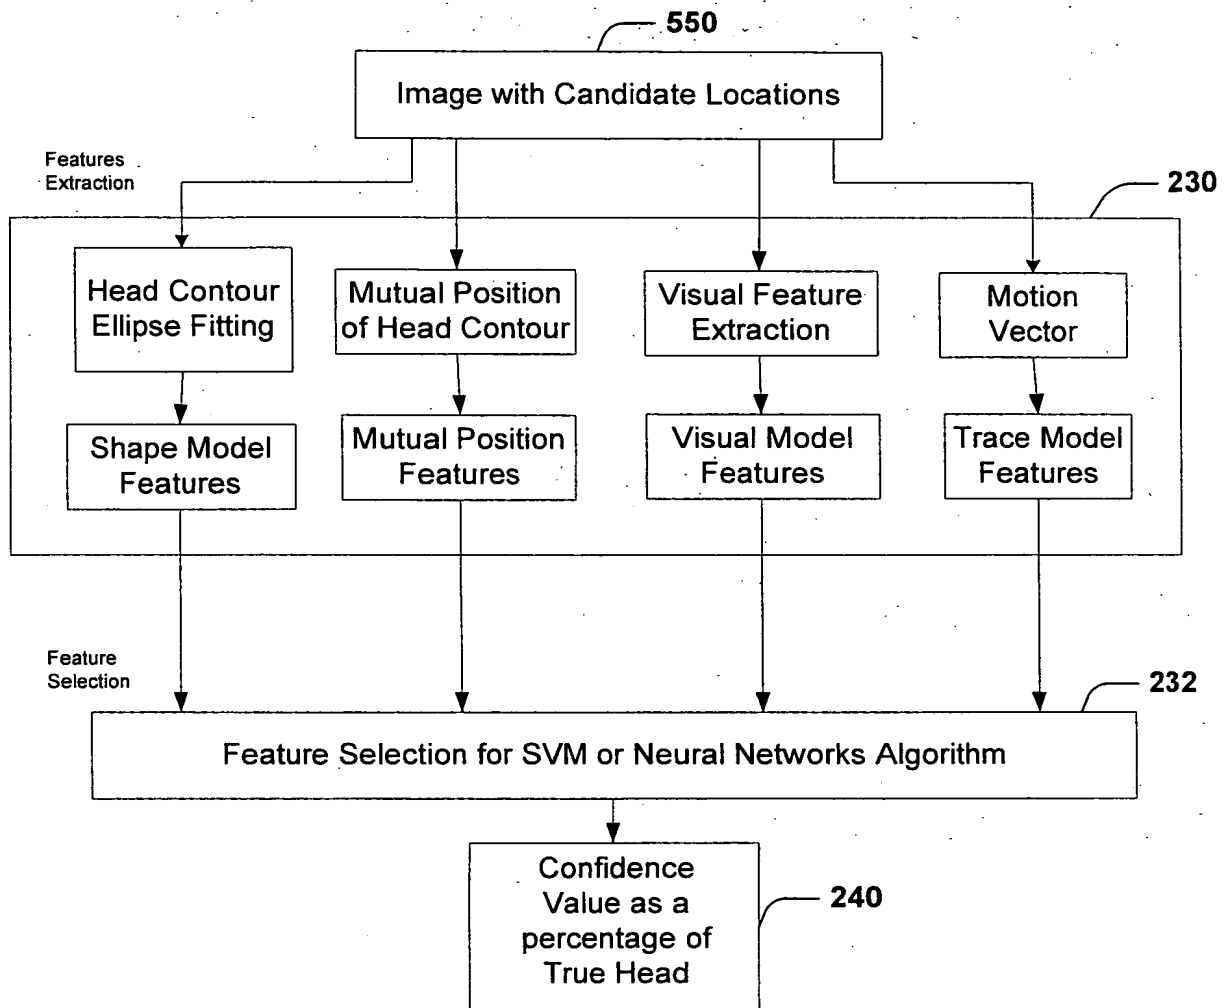 550
Image with Candidate Locations
Features
Extraction
230
Head Contour
Ellipse Fitting
Mutual Position
of Head Contour
Visual Feature
Extraction
Motion
Vector
Shape Model
Features
Mutual Position
Features
Visual Model
Features
Trace Model
Features
Feature
Selection
232
Feature Selection for SVM or Neural Networks Algorithm
Confidence
Value as a
percentage of
True Head
240